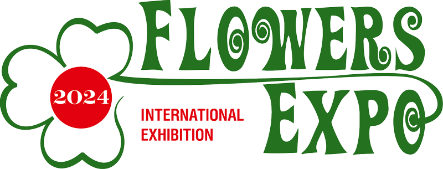 FLOWERS
EXPO
2024
INTERNATIONAL
EXHIBITION